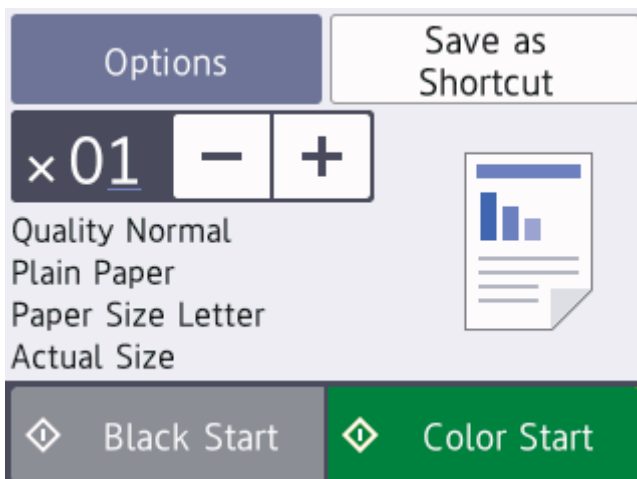 Options
Save as
Shortcut
× 01
− +
Quality Normal
Plain Paper
Paper Size Letter
Actual Size
Black Start
Color Start